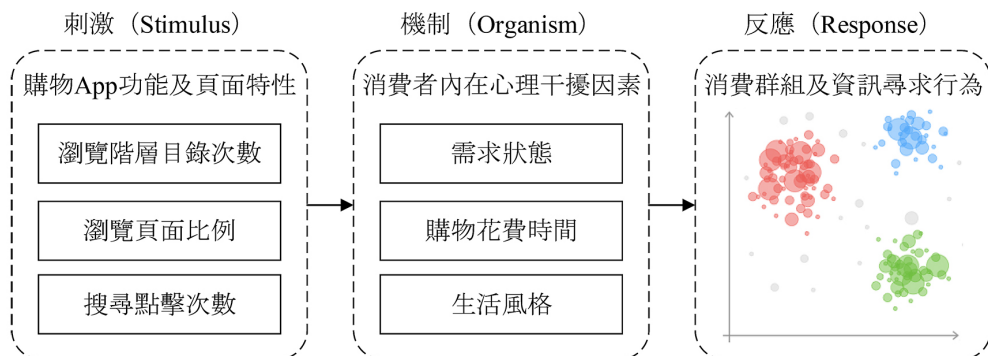 刺激（Stimulus）
購物App功能及頁面特性
瀏覽階層目錄次數
瀏覽頁面比例
搜尋點擊次數
機制（Organism）
消費者內在心理干擾因素
需求狀態
購物花費時間
生活風格
反應（Response）
消費群組及資訊尋求行為